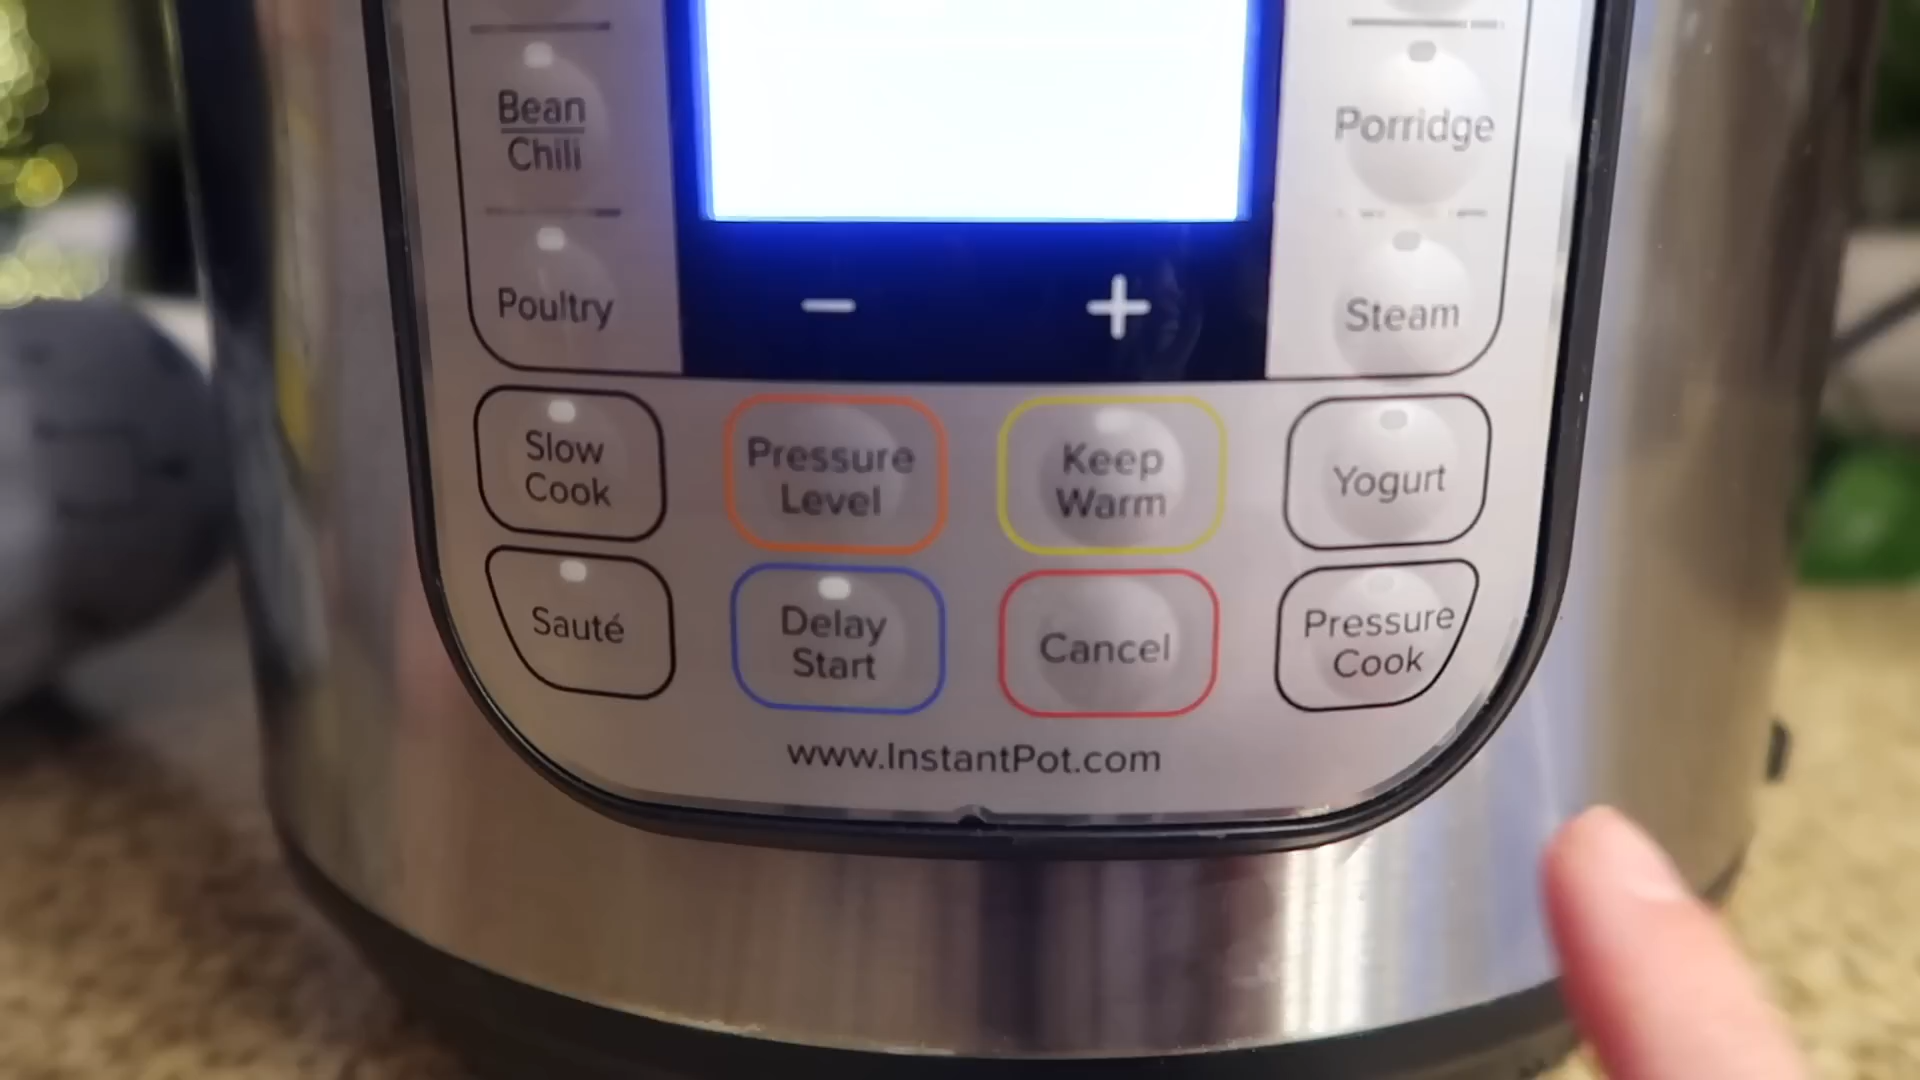 Bean
Chili
Porridge
Poultry
−
+
Steam
Slow
Cook
Pressure
Level
Keep
Warm
Yogurt
Sauté
Delay
Start
Cancel
Pressure
Cook
www.InstantPot.com